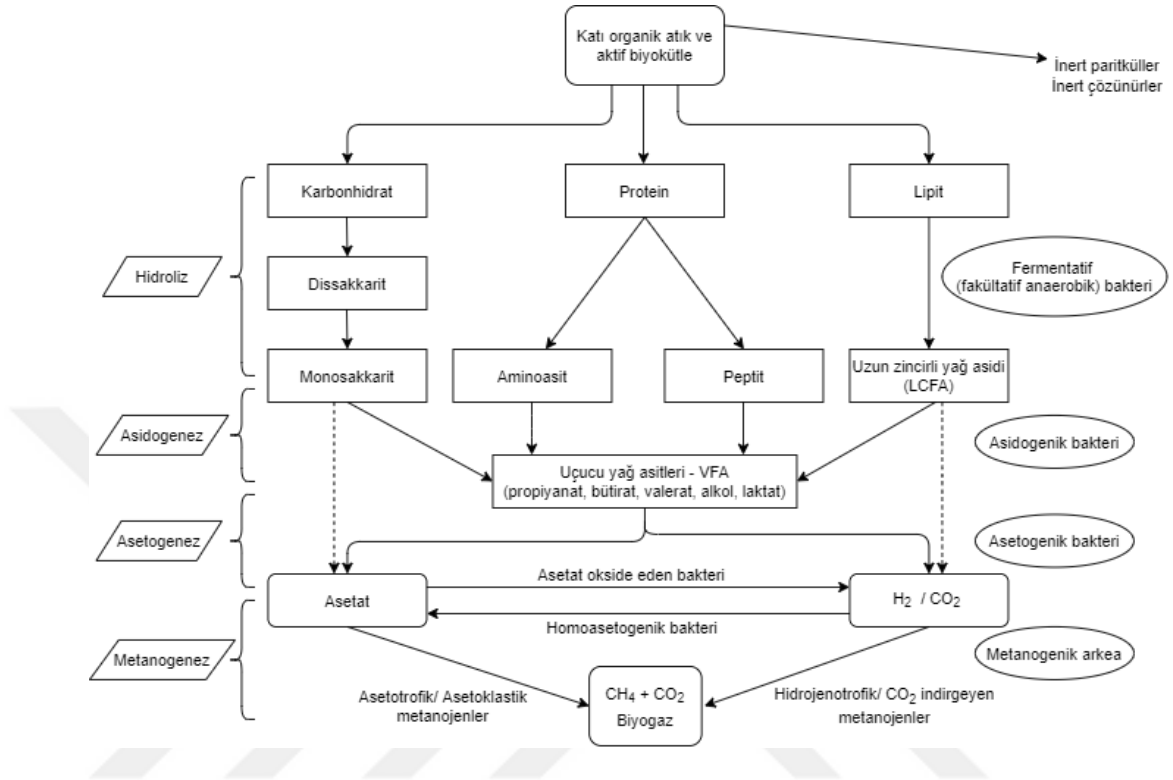 Katı organik atık ve
aktif biyokütle
İnert paritküller
İnert çözünürler
Karbonhidrat
Protein
Lipit
Hidroliz
Dissakkarit
Fermentatif
(fakültatif anaerobik) bakteri
Monosakkarit
Aminoasit
Peptit
Uzun zincirli yağ asidi
(LCFA)
Asidogenez
Asidogenik bakteri
Uçucu yağ asitleri - VFA
(propiyanat, bütirat, valerat, alkol, laktat)
Asetogenez
Asetogenik bakteri
Asetat okside eden bakteri
Asetat
H₂ / CO₂
Homoasetogenik bakteri
Metanogenez
Metanogenik arkea
Asetotrofik/ Asetoklastik
metanojenler
CH₄ + CO₂
Biyogaz
Hidrojenotrofik/ CO₂ indirgeyen
metanojenler